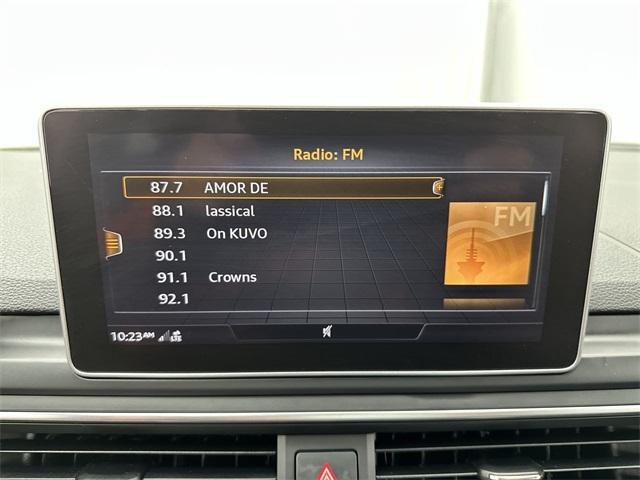 Radio: FM
87.7 AMOR DE
88.1 lassical
89.3 On KUVO
90.1
91.1 Crowns
92.1
FM
10:23AM LTE